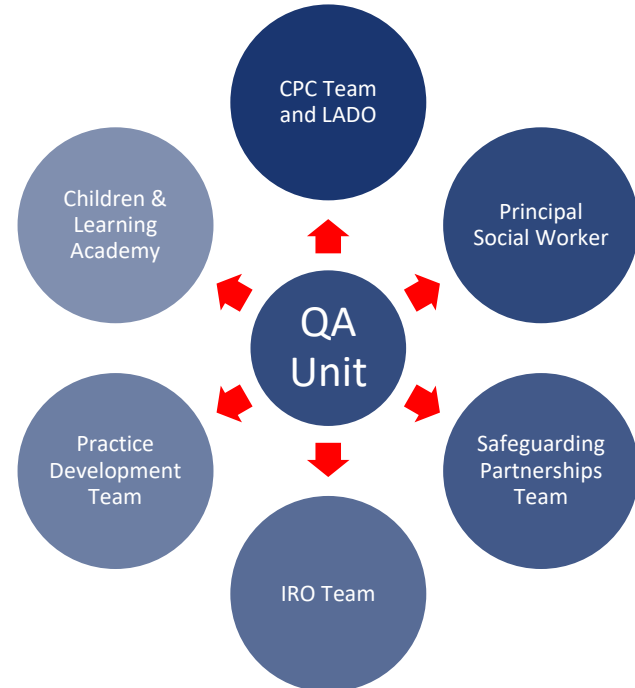 CPC Team
and LADO
Children &
Learning
Academy
Principal
Social Worker
QA
Unit
Practice
Development
Team
Safeguarding
Partnerships
Team
IRO Team